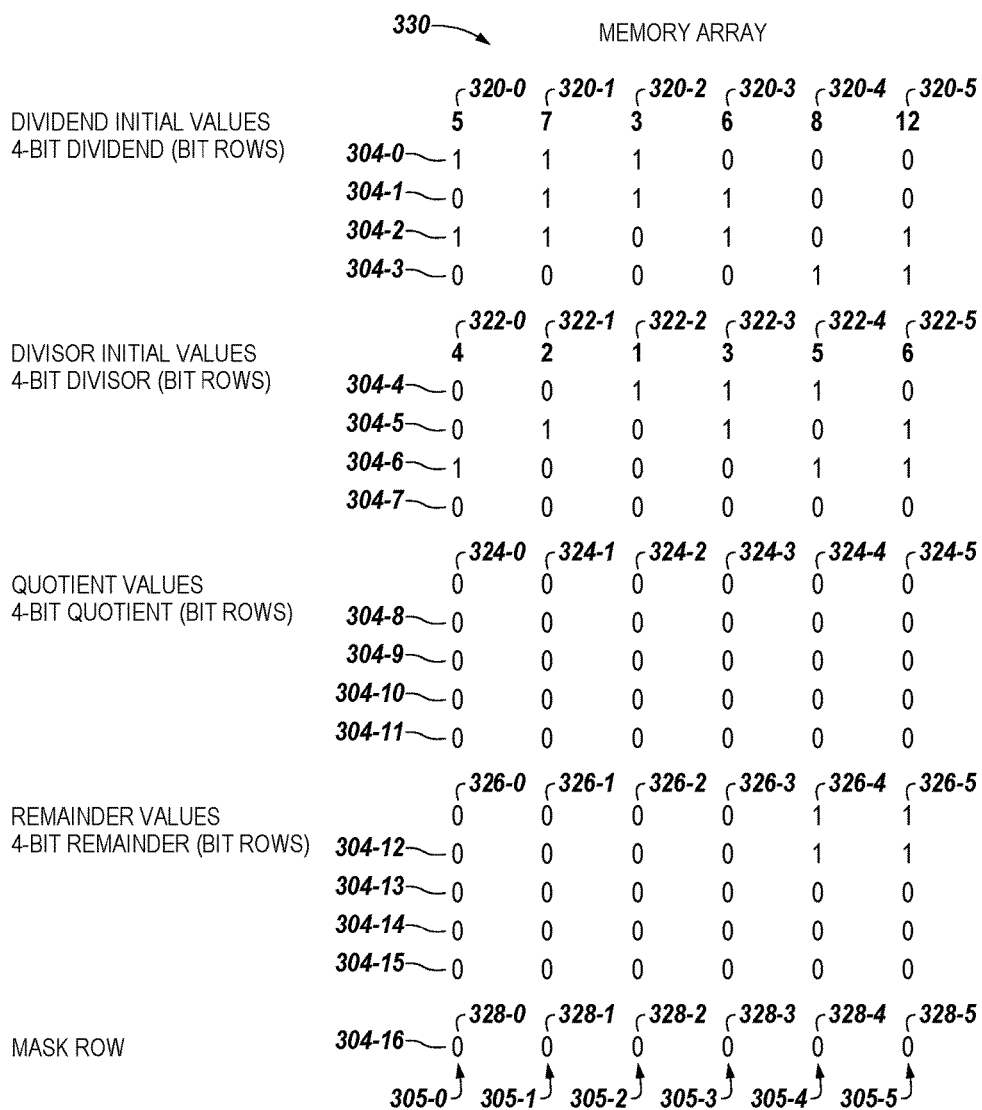 330 MEMORY ARRAY
320-0 320-1 320-2 320-3 320-4 320-5
DIVIDEND INITIAL VALUES 5 7 3 6 8 12
4-BIT DIVIDEND (BIT ROWS)
304-0 1 1 1 0 0 0
304-1 0 1 1 1 0 0
304-2 1 1 0 1 0 1
304-3 0 0 0 0 1 1
322-0 322-1 322-2 322-3 322-4 322-5
DIVISOR INITIAL VALUES 4 2 1 3 5 6
4-BIT DIVISOR (BIT ROWS)
304-4 0 0 1 1 1 0
304-5 0 1 0 1 0 1
304-6 1 0 0 0 1 1
304-7 0 0 0 0 0 0
324-0 324-1 324-2 324-3 324-4 324-5
QUOTIENT VALUES 0 0 0 0 0 0
4-BIT QUOTIENT (BIT ROWS)
304-8 0 0 0 0 0 0
304-9 0 0 0 0 0 0
304-10 0 0 0 0 0 0
304-11 0 0 0 0 0 0
326-0 326-1 326-2 326-3 326-4 326-5
REMAINDER VALUES 0 0 0 0 1 1
4-BIT REMAINDER (BIT ROWS)
304-12 0 0 0 0 1 1
304-13 0 0 0 0 0 0
304-14 0 0 0 0 0 0
304-15 0 0 0 0 0 0
328-0 328-1 328-2 328-3 328-4 328-5
MASK ROW 304-16 0 0 0 0 0 0
305-0 305-1 305-2 305-3 305-4 305-5